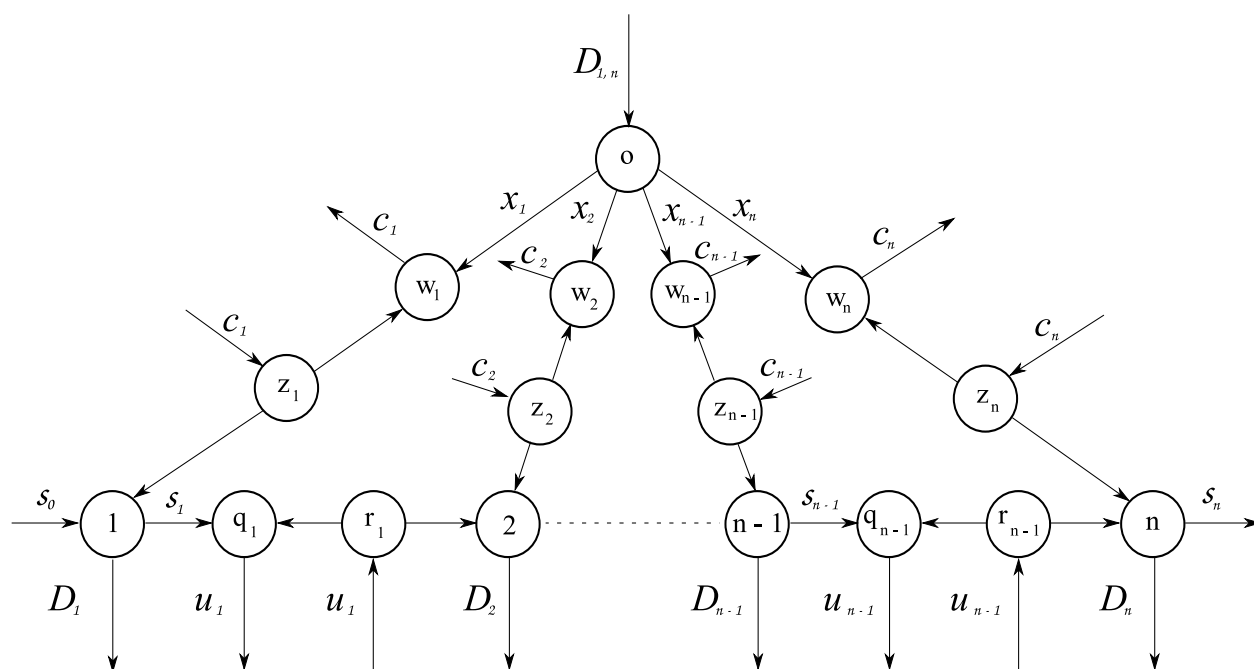 D₁,ₙ
o
x₁ x₂ xₙ₋₁ xₙ
c₁ c₂ cₙ₋₁ cₙ
w₁ w₂ wₙ₋₁ wₙ
c₁ c₂ cₙ₋₁ cₙ
z₁ z₂ zₙ₋₁ zₙ
s₀ s₁ sₙ₋₁ sₙ
1 q₁ r₁ 2 n-1 qₙ₋₁ rₙ₋₁ n
D₁ u₁ u₁ D₂ Dₙ₋₁ uₙ₋₁ uₙ₋₁ Dₙ